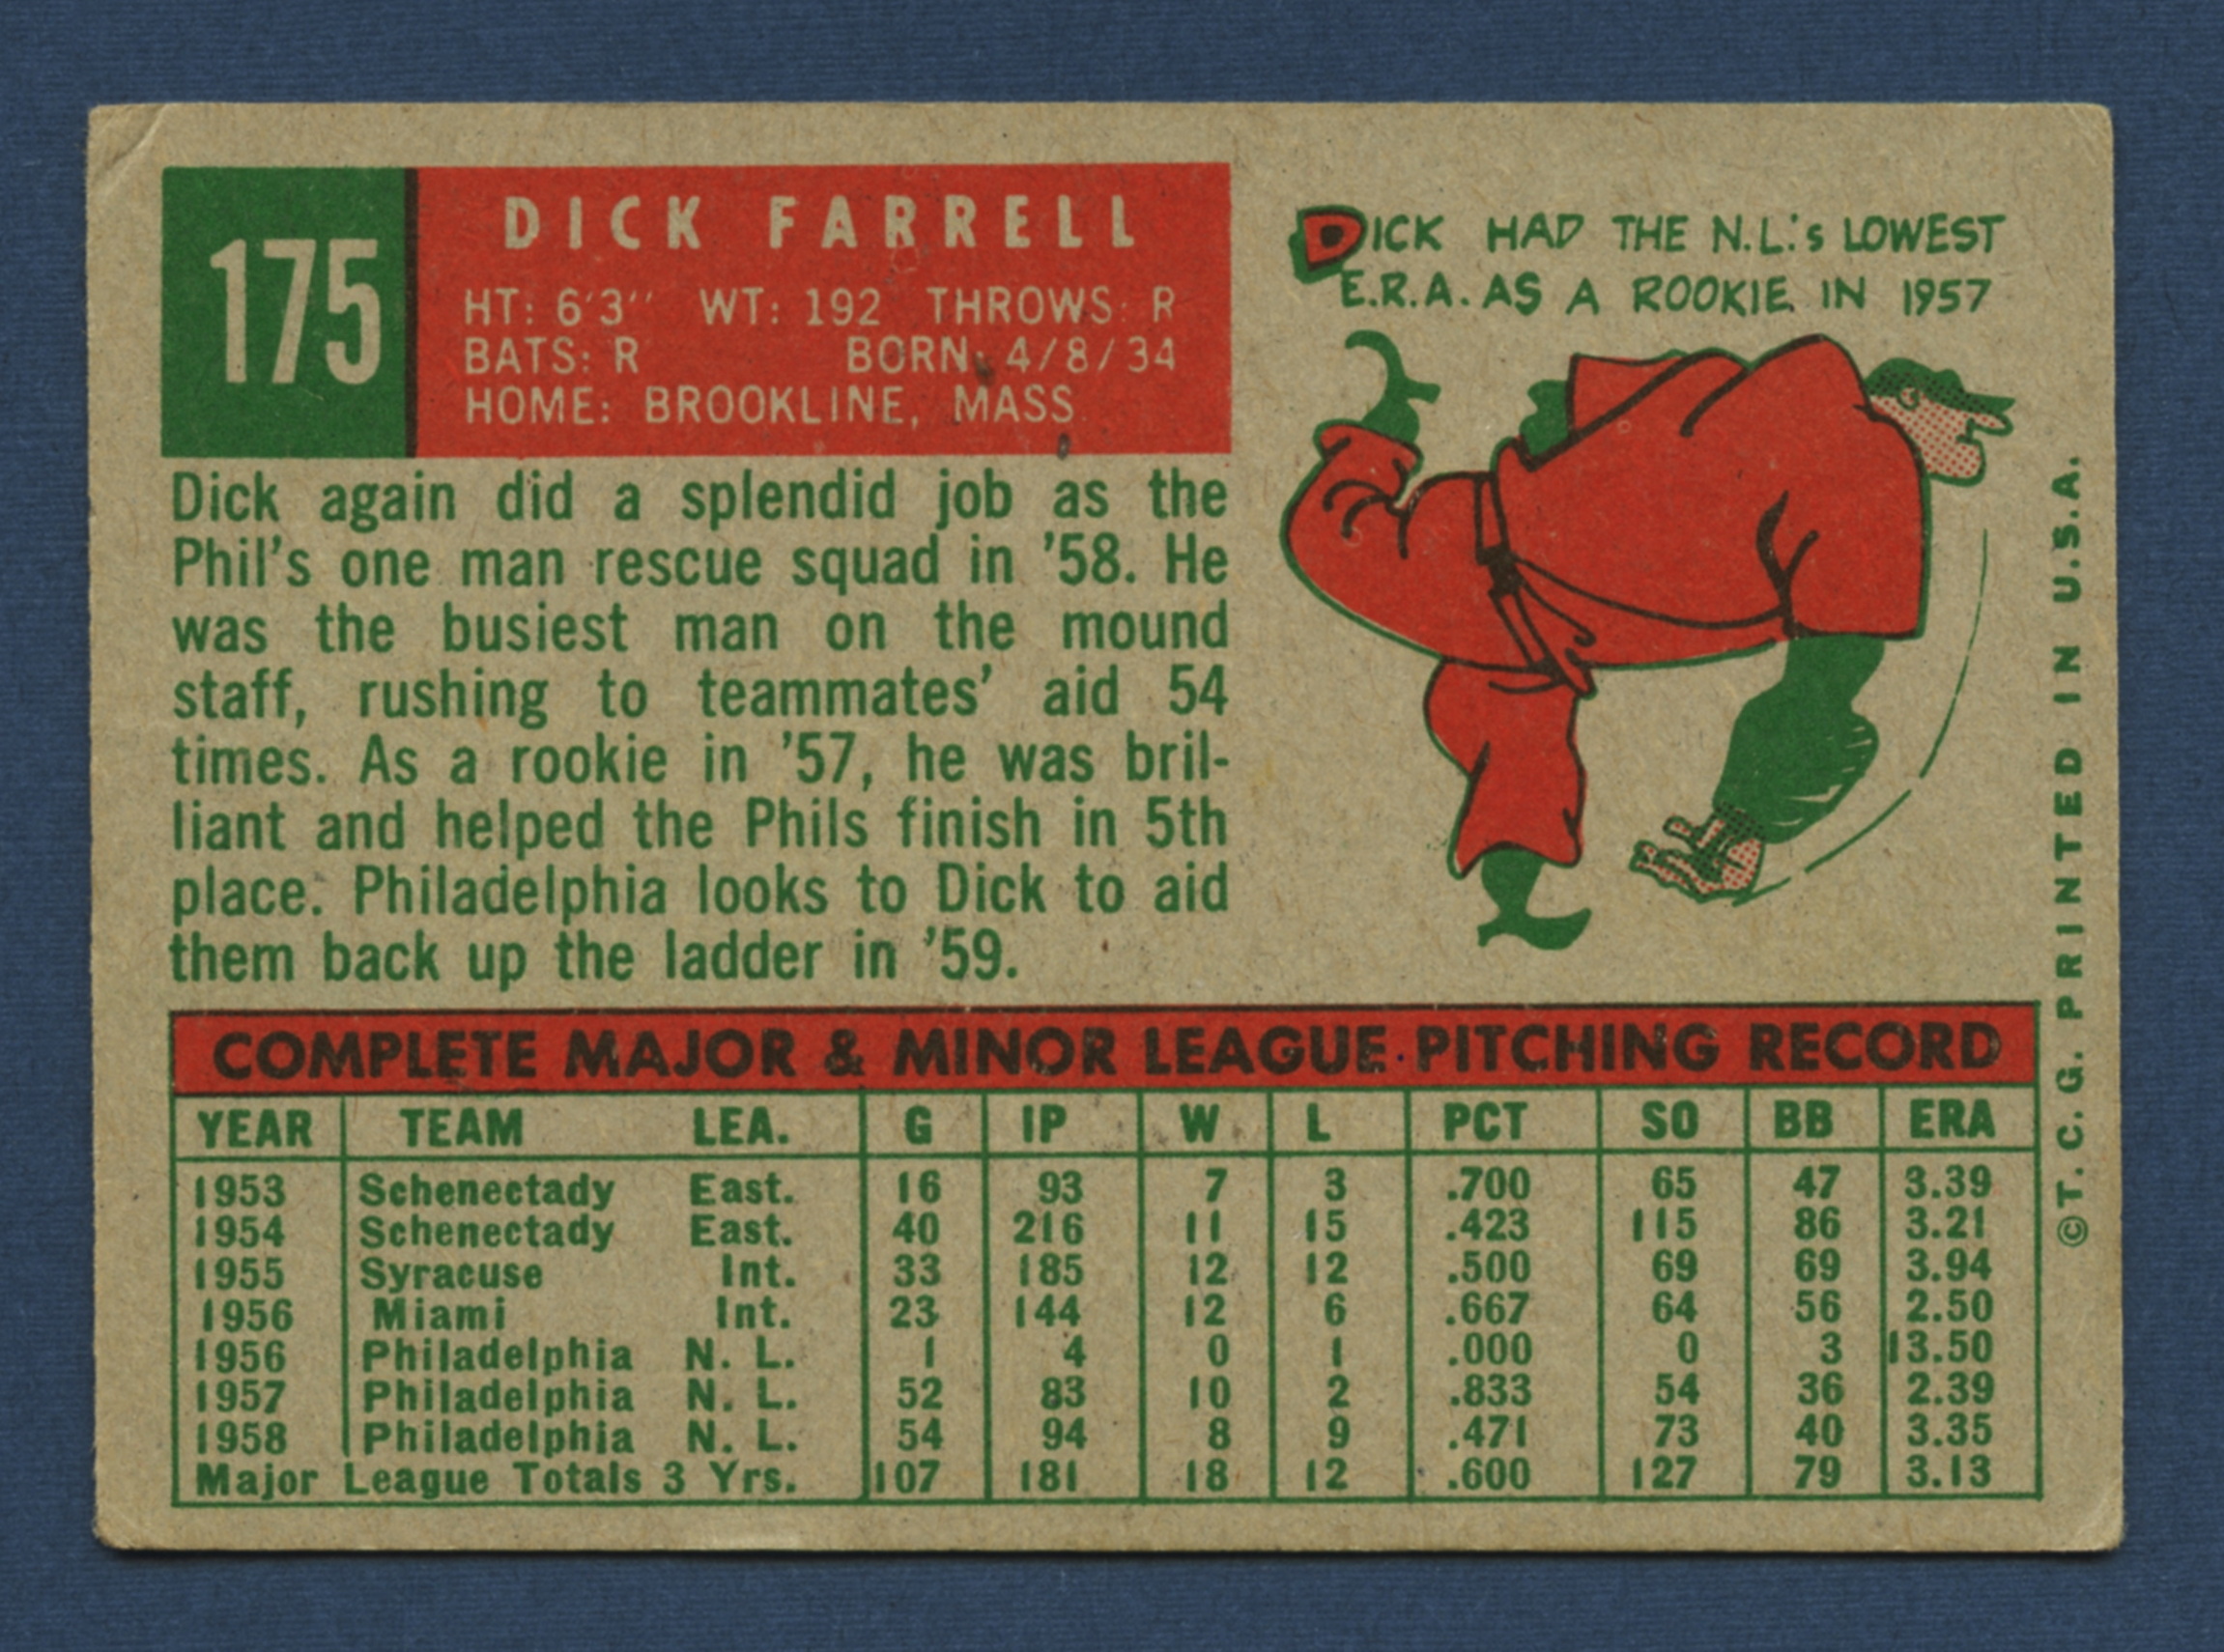 175
DICK FARRELL
HT: 6'3" WT: 192 THROWS: R
BATS: R BORN: 4/8/34
HOME: BROOKLINE, MASS.
DICK HAD THE N.L.'s LOWEST
E.R.A. AS A ROOKIE IN 1957
Dick again did a splendid job as the
Phil's one man rescue squad in '58. He
was the busiest man on the mound
staff, rushing to teammates' aid 54
times. As a rookie in '57, he was bril-
liant and helped the Phils finish in 5th
place. Philadelphia looks to Dick to aid
them back up the ladder in '59.
COMPLETE MAJOR & MINOR LEAGUE PITCHING RECORD
YEAR TEAM LEA. G IP W L PCT SO BB ERA
1953 Schenectady East. 16 93 7 3 .700 65 47 3.39
1954 Schenectady East. 40 216 11 15 .423 115 86 3.21
1955 Syracuse Int. 33 185 12 12 .500 69 69 3.94
1956 Miami Int. 23 144 12 6 .667 64 56 2.50
1956 Philadelphia N. L. 1 4 0 1 .000 0 3 13.50
1957 Philadelphia N. L. 52 83 10 2 .833 54 36 2.39
1958 Philadelphia N. L. 54 94 8 9 .471 73 40 3.35
Major League Totals 3 Yrs. 107 181 18 12 .600 127 79 3.13
©T. C. G. PRINTED IN U.S.A.